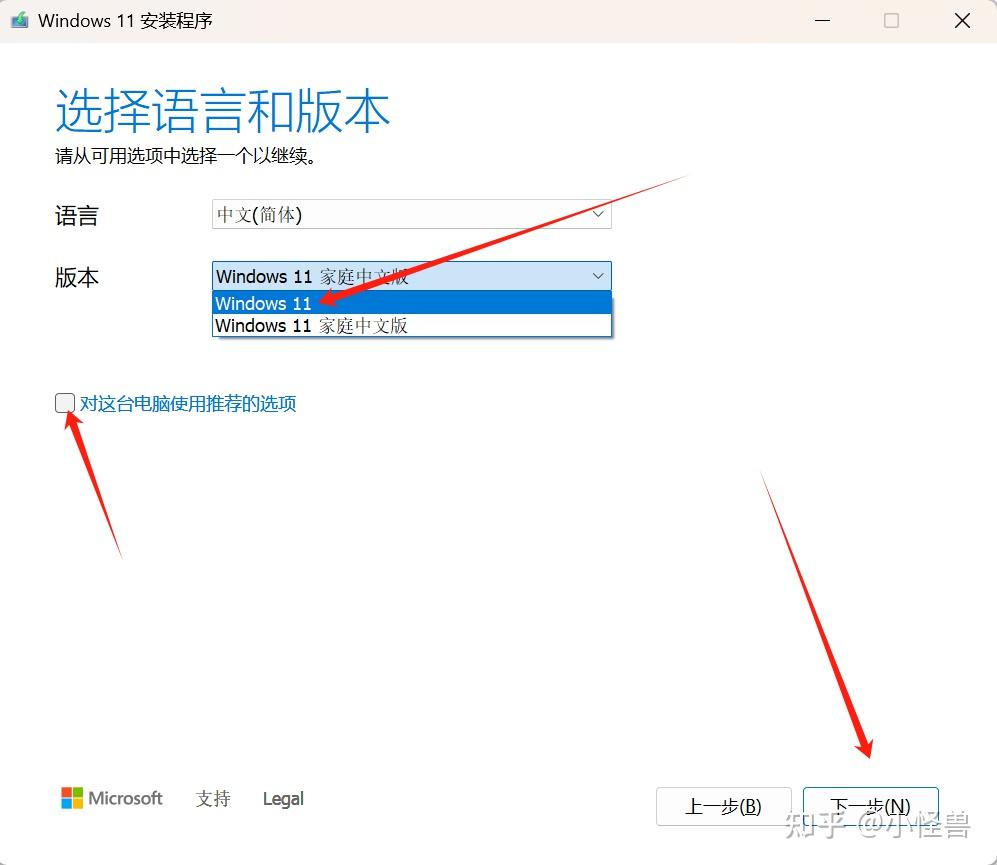 Windows 11 安装程序
选择语言和版本
请从可用选项中选择一个以继续。
语言
中文(简体)
版本
Windows 11 家庭中文版
Windows 11
Windows 11 家庭中文版
对这台电脑使用推荐的选项
Microsoft 支持 Legal
上一步(B) 下一步(N)
知乎 @小怪兽